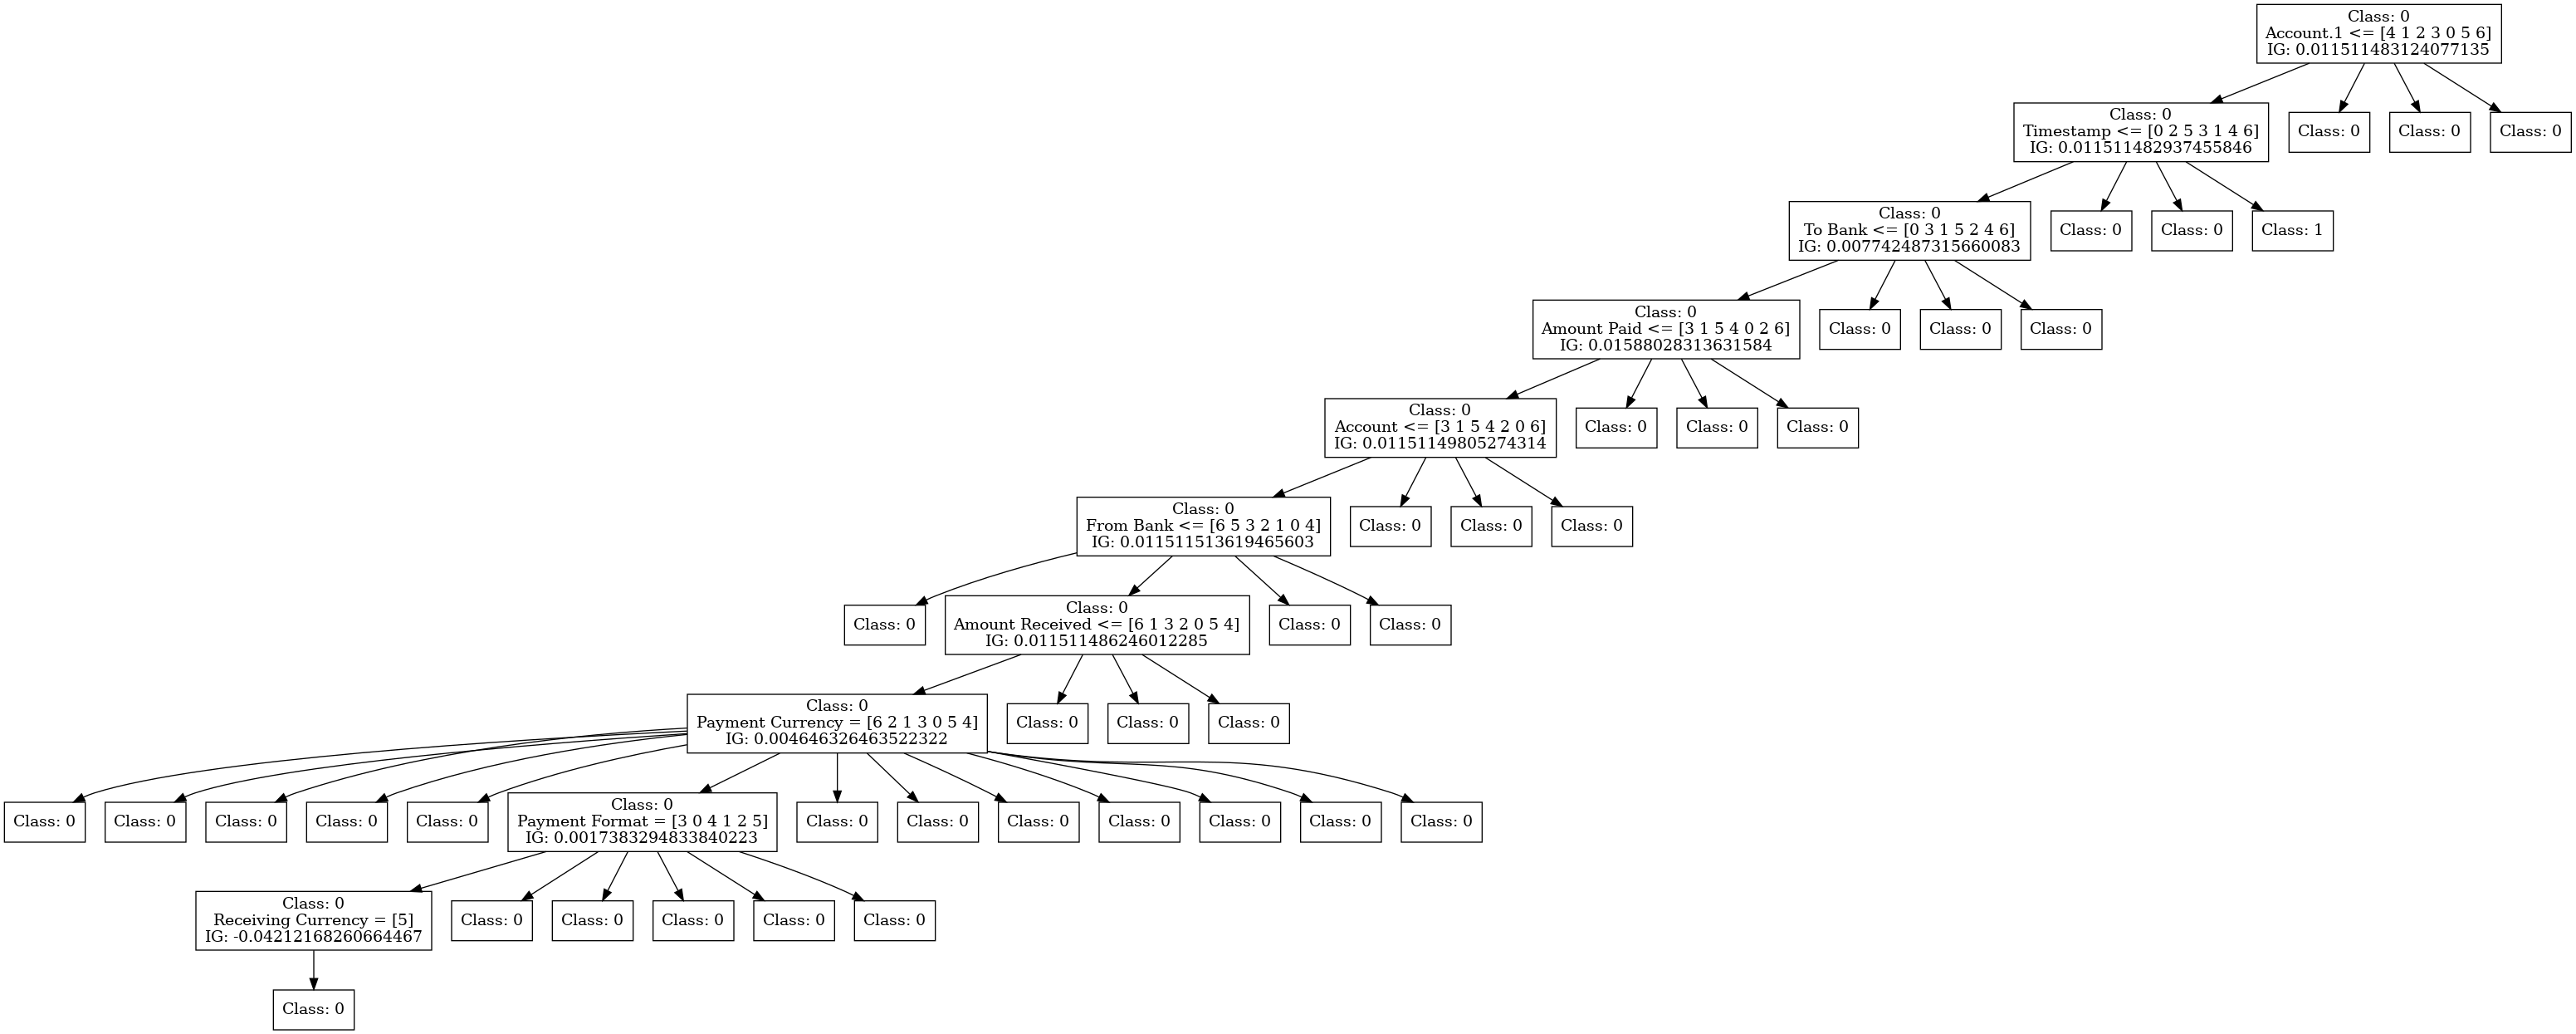 Class: 0
Account.1 <= [4 1 2 3 0 5 6]
IG: 0.011511483124077135
Class: 0
Timestamp <= [0 2 5 3 1 4 6]
IG: 0.011511482937455846
Class: 0
Class: 0
Class: 0
Class: 0
To Bank <= [0 3 1 5 2 4 6]
IG: 0.007742487315660083
Class: 0
Class: 0
Class: 1
Class: 0
Amount Paid <= [3 1 5 4 0 2 6]
IG: 0.01588028313631584
Class: 0
Class: 0
Class: 0
Class: 0
Account <= [3 1 5 4 2 0 6]
IG: 0.01151149805274314
Class: 0
Class: 0
Class: 0
Class: 0
From Bank <= [6 5 3 2 1 0 4]
IG: 0.011511513619465603
Class: 0
Class: 0
Class: 0
Class: 0
Class: 0
Amount Received <= [6 1 3 2 0 5 4]
IG: 0.011511486246012285
Class: 0
Class: 0
Class: 0
Payment Currency = [6 2 1 3 0 5 4]
IG: 0.004646326463522322
Class: 0
Class: 0
Class: 0
Class: 0
Class: 0
Class: 0
Class: 0
Class: 0
Class: 0
Payment Format = [3 0 4 1 2 5]
IG: 0.0017383294833840223
Class: 0
Class: 0
Class: 0
Class: 0
Class: 0
Class: 0
Class: 0
Class: 0
Receiving Currency = [5]
IG: -0.04212168260664467
Class: 0
Class: 0
Class: 0
Class: 0
Class: 0
Class: 0